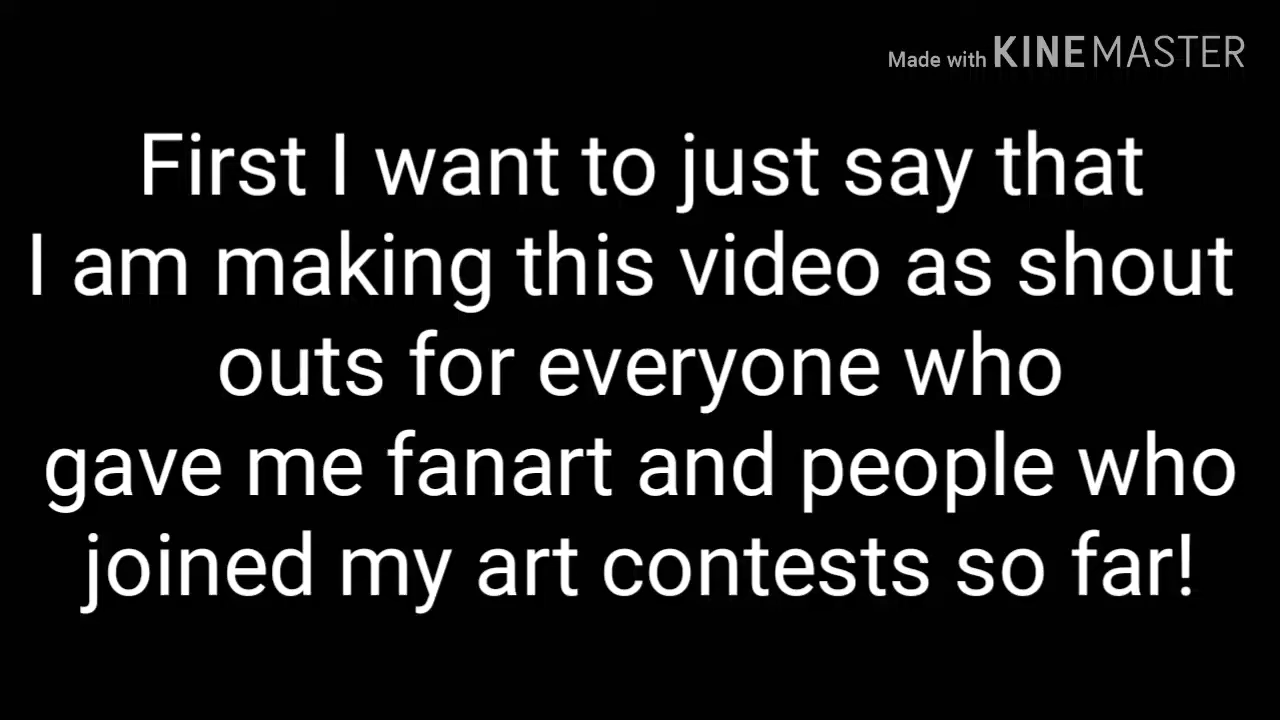 Made with KINEMASTER
First I want to just say that
I am making this video as shout
outs for everyone who
gave me fanart and people who
joined my art contests so far!